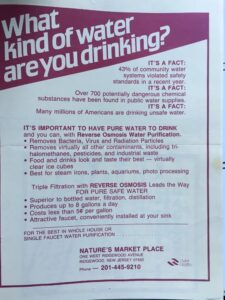 What
kind of water
are you drinking?
IT'S A FACT:
43% of community water
systems violated safety
standards in a recent year.
IT'S A FACT:
Over 700 potentially dangerous chemical
substances have been found in public water supplies.
IT'S A FACT:
Many millions of Americans are drinking unsafe water.
IT'S IMPORTANT TO HAVE PURE WATER TO DRINK
and you can, with Reverse Osmosis Water Purification.
• Removes Bacteria, Virus and Radiation Particles
• Removes virtually all other contaminants, including tri-
halomethanes, pesticides, and industrial waste
• Food and drinks look and taste their best — virtually
clear ice cubes
• Best for steam irons, plants, aquariums, photo processing
Triple Filtration with REVERSE OSMOSIS Leads the Way
FOR PURE SAFE WATER
• Superior to bottled water, filtration, distillation
• Produces up to 8 gallons a day
• Costs less than 5¢ per gallon
• Attractive faucet, conveniently installed at your sink
FOR THE BEST IN WHOLE HOUSE OR
SINGLE FAUCET WATER PURIFICATION
NATURE'S MARKET PLACE
ONE WEST RIDGEWOOD AVENUE
RIDGEWOOD, NEW JERSEY 07450
Phone — 201-445-9210